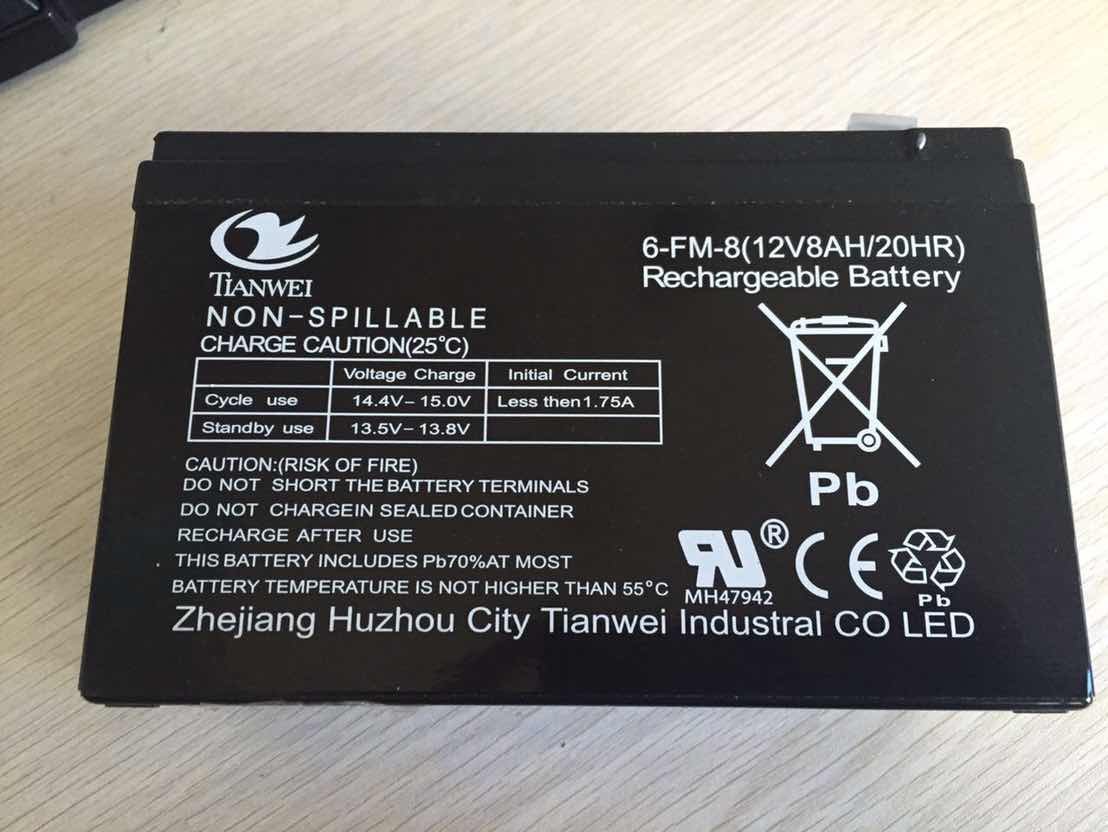 TIANWEI
NON-SPILLABLE
CHARGE CAUTION(25°C)
Voltage Charge Initial Current
Cycle use 14.4V-15.0V Less then1.75A
Standby use 13.5V-13.8V
CAUTION:(RISK OF FIRE)
DO NOT SHORT THE BATTERY TERMINALS
DO NOT CHARGEIN SEALED CONTAINER
RECHARGE AFTER USE
THIS BATTERY INCLUDES Pb70%AT MOST
BATTERY TEMPERATURE IS NOT HIGHER THAN 55°C
6-FM-8(12V8AH/20HR)
Rechargeable Battery
Pb
RU® CE
MH47942
Pb
Zhejiang Huzhou City Tianwei Industral CO LED